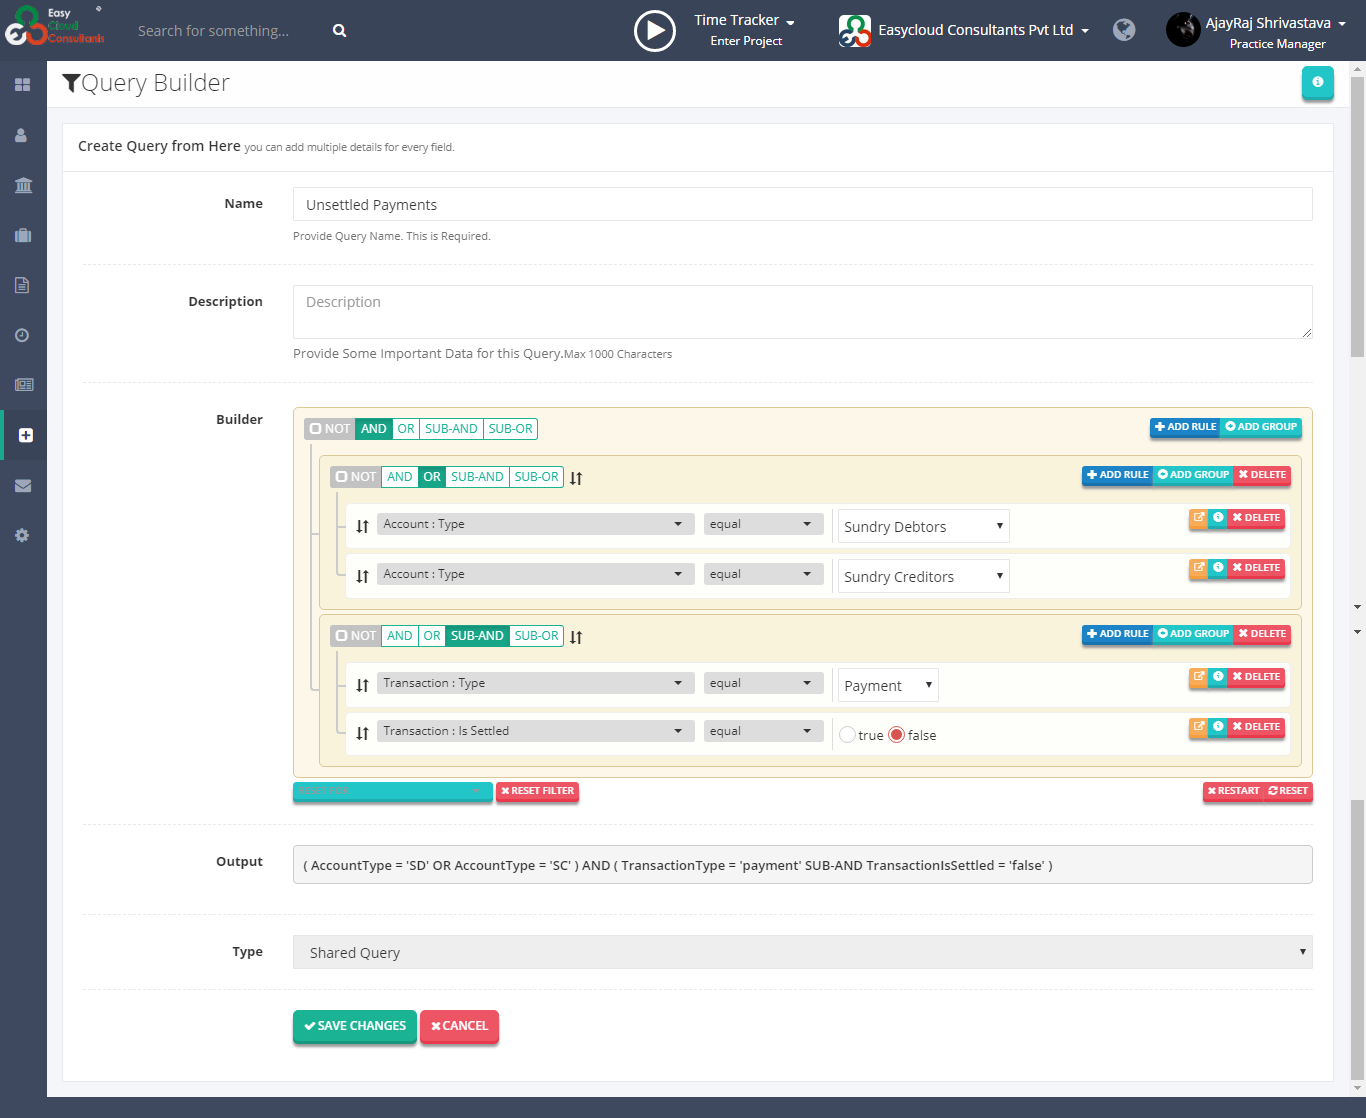 Easy
Cloud
Consultants
Search for something...
Time Tracker
Enter Project
Easycloud Consultants Pvt Ltd
AjayRaj Shrivastava
Practice Manager
Query Builder
Create Query from Here you can add multiple details for every field.
Name
Unsettled Payments
Provide Query Name. This is Required.
Description
Description
Provide Some Important Data for this Query.Max 1000 Characters
Builder
NOT AND OR SUB-AND SUB-OR
ADD RULE ADD GROUP
NOT AND OR SUB-AND SUB-OR
ADD RULE ADD GROUP DELETE
Account : Type equal Sundry Debtors DELETE
Account : Type equal Sundry Creditors DELETE
NOT AND OR SUB-AND SUB-OR
ADD RULE ADD GROUP DELETE
Transaction : Type equal Payment DELETE
Transaction : Is Settled equal true false DELETE
RESET FILTER
RESTART RESET
Output
( AccountType = 'SD' OR AccountType = 'SC' ) AND ( TransactionType = 'payment' SUB-AND TransactionIsSettled = 'false' )
Type
Shared Query
SAVE CHANGES CANCEL